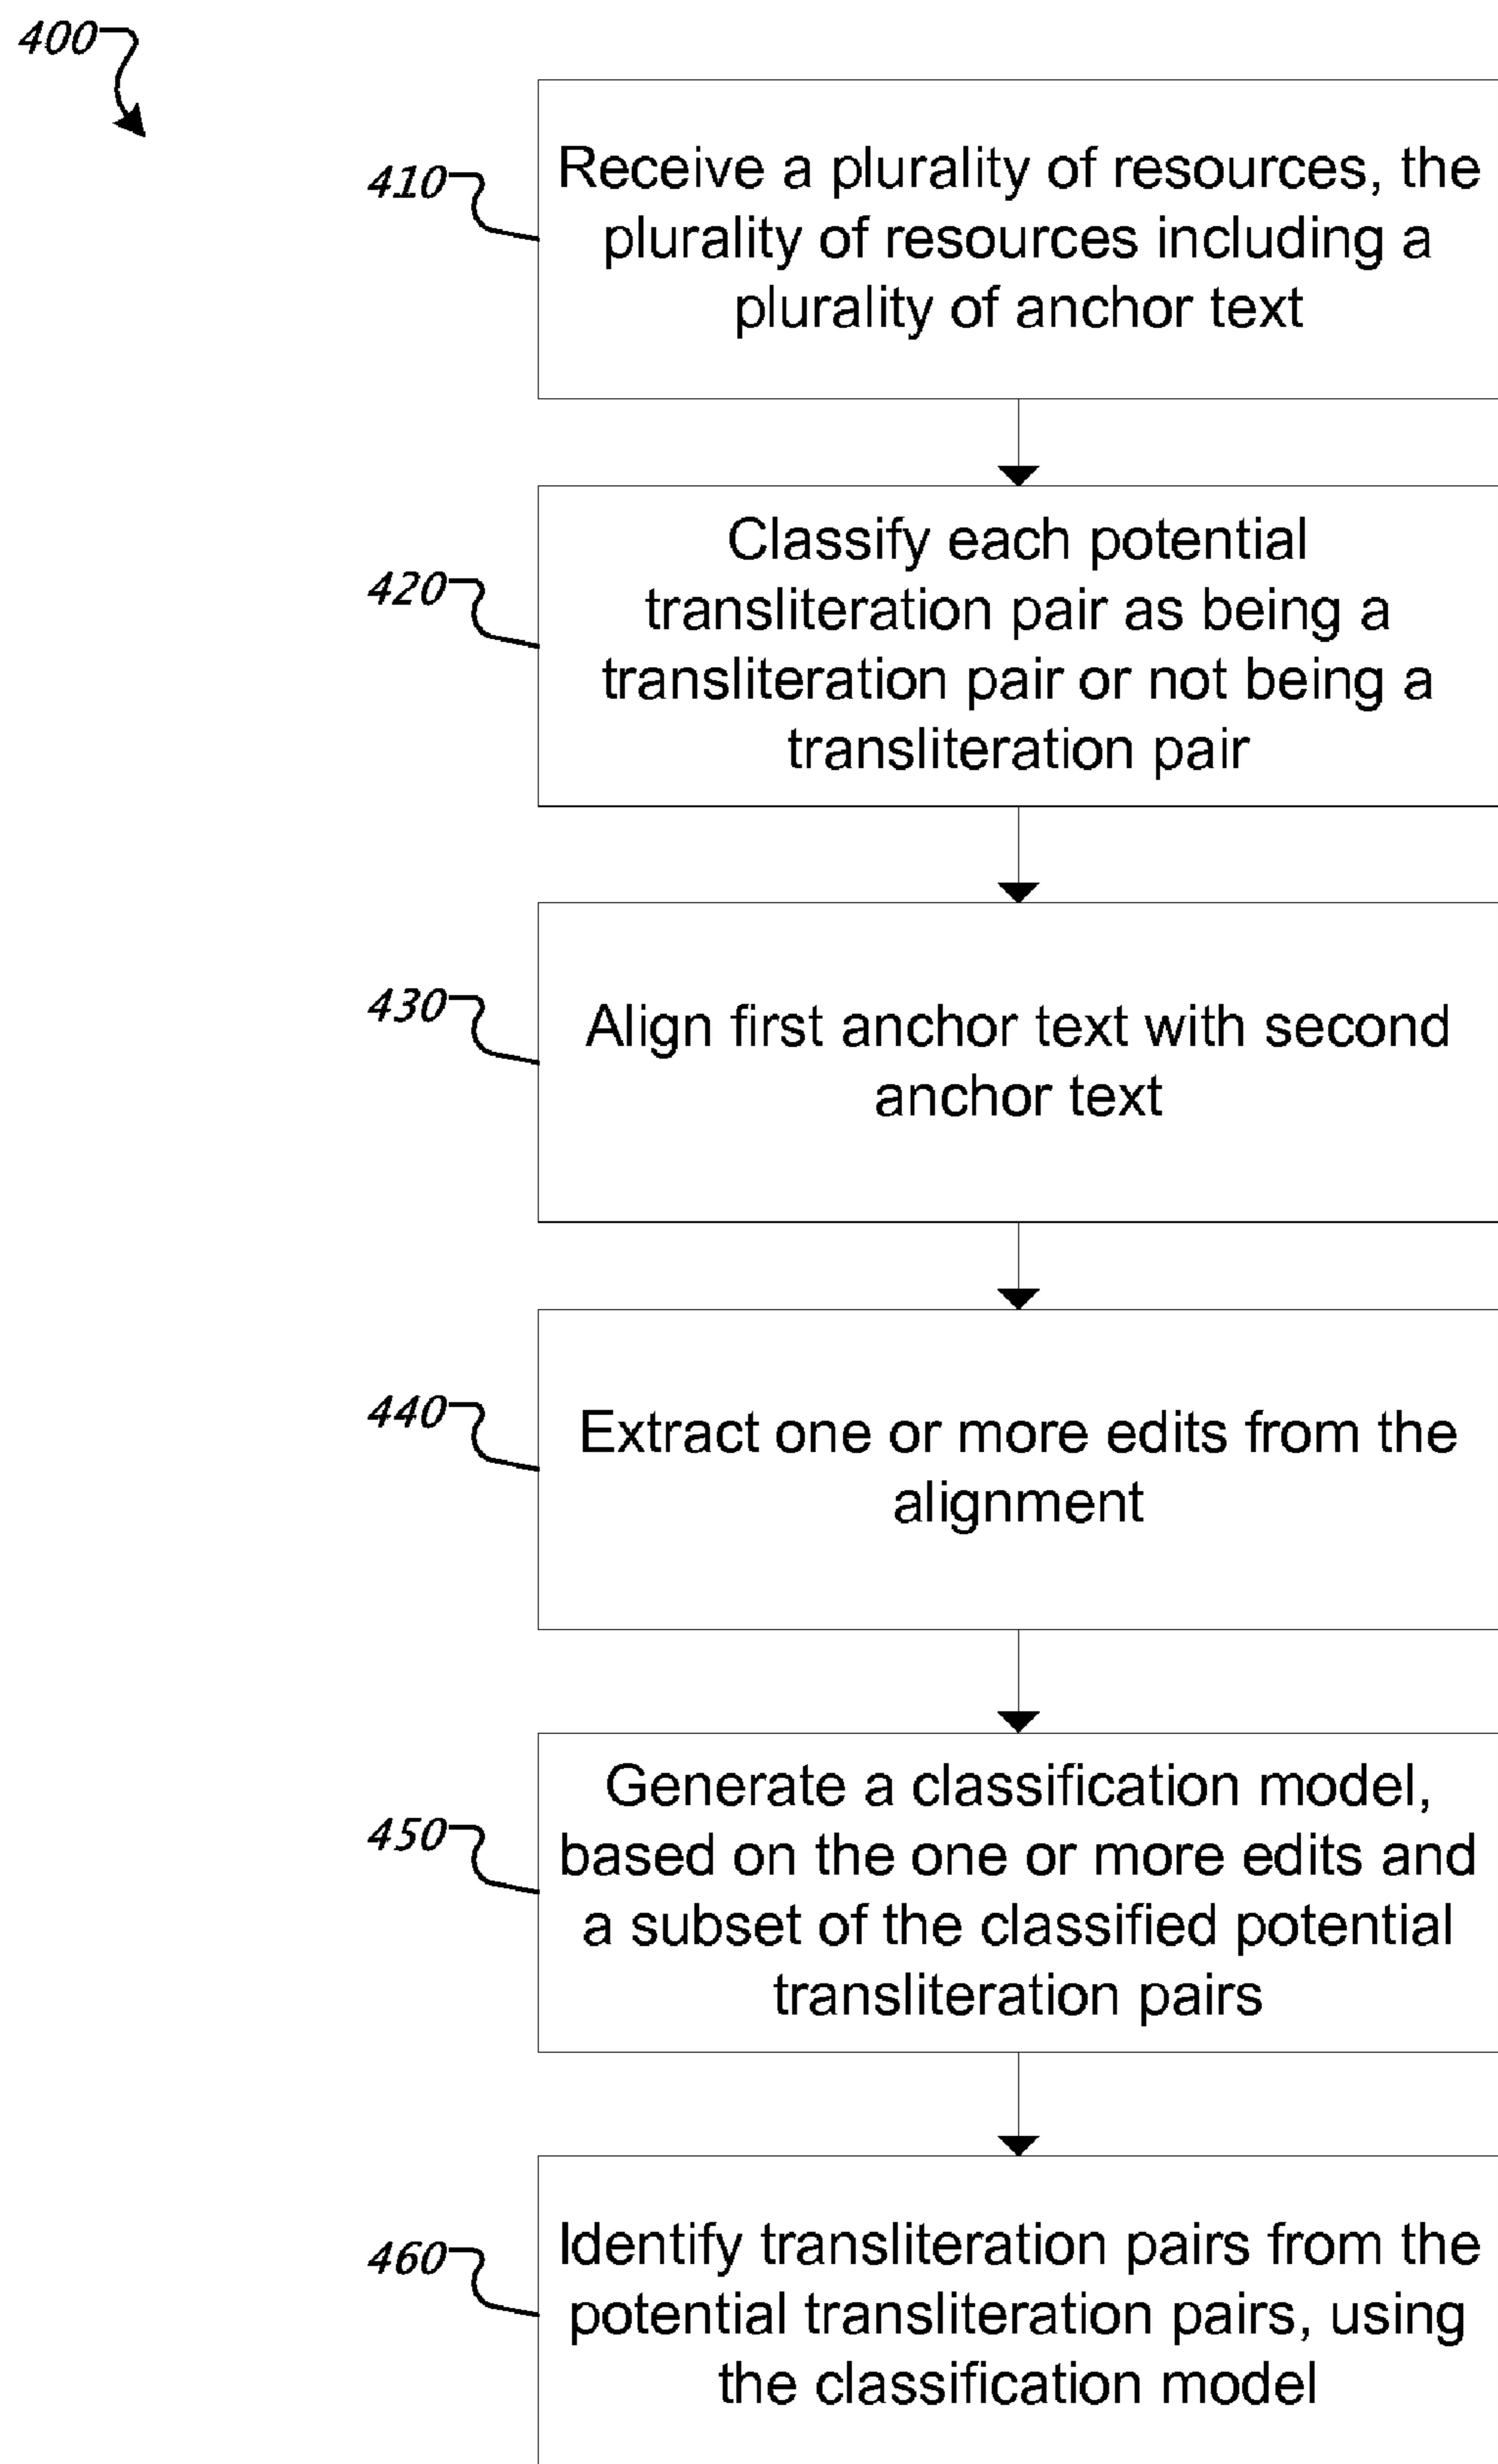 400
410
Receive a plurality of resources, the
plurality of resources including a
plurality of anchor text
420
Classify each potential
transliteration pair as being a
transliteration pair or not being a
transliteration pair
430
Align first anchor text with second
anchor text
440
Extract one or more edits from the
alignment
450
Generate a classification model,
based on the one or more edits and
a subset of the classified potential
transliteration pairs
460
Identify transliteration pairs from the
potential transliteration pairs, using
the classification model